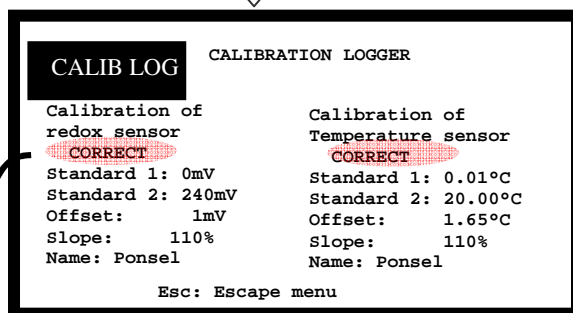 CALIB LOG
CALIBRATION LOGGER
Calibration of
redox sensor
CORRECT
Standard 1: 0mV
Standard 2: 240mV
Offset: 1mV
Slope: 110%
Name: Ponsel
Calibration of
Temperature sensor
CORRECT
Standard 1: 0.01°C
Standard 2: 20.00°C
Offset: 1.65°C
Slope: 110%
Name: Ponsel
Esc: Escape menu